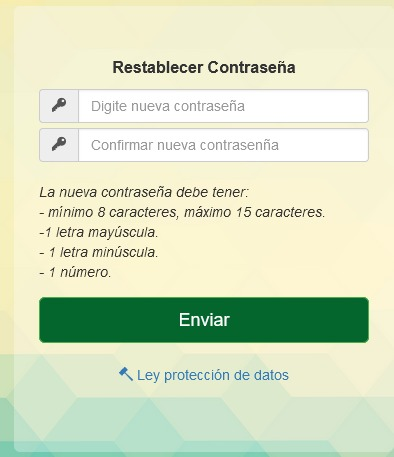 Restablecer Contraseña
Digite nueva contraseña
Confirmar nueva contrasenña
La nueva contraseña debe tener:
- mínimo 8 caracteres, máximo 15 caracteres.
-1 letra mayúscula.
- 1 letra minúscula.
- 1 número.
Enviar
Ley protección de datos